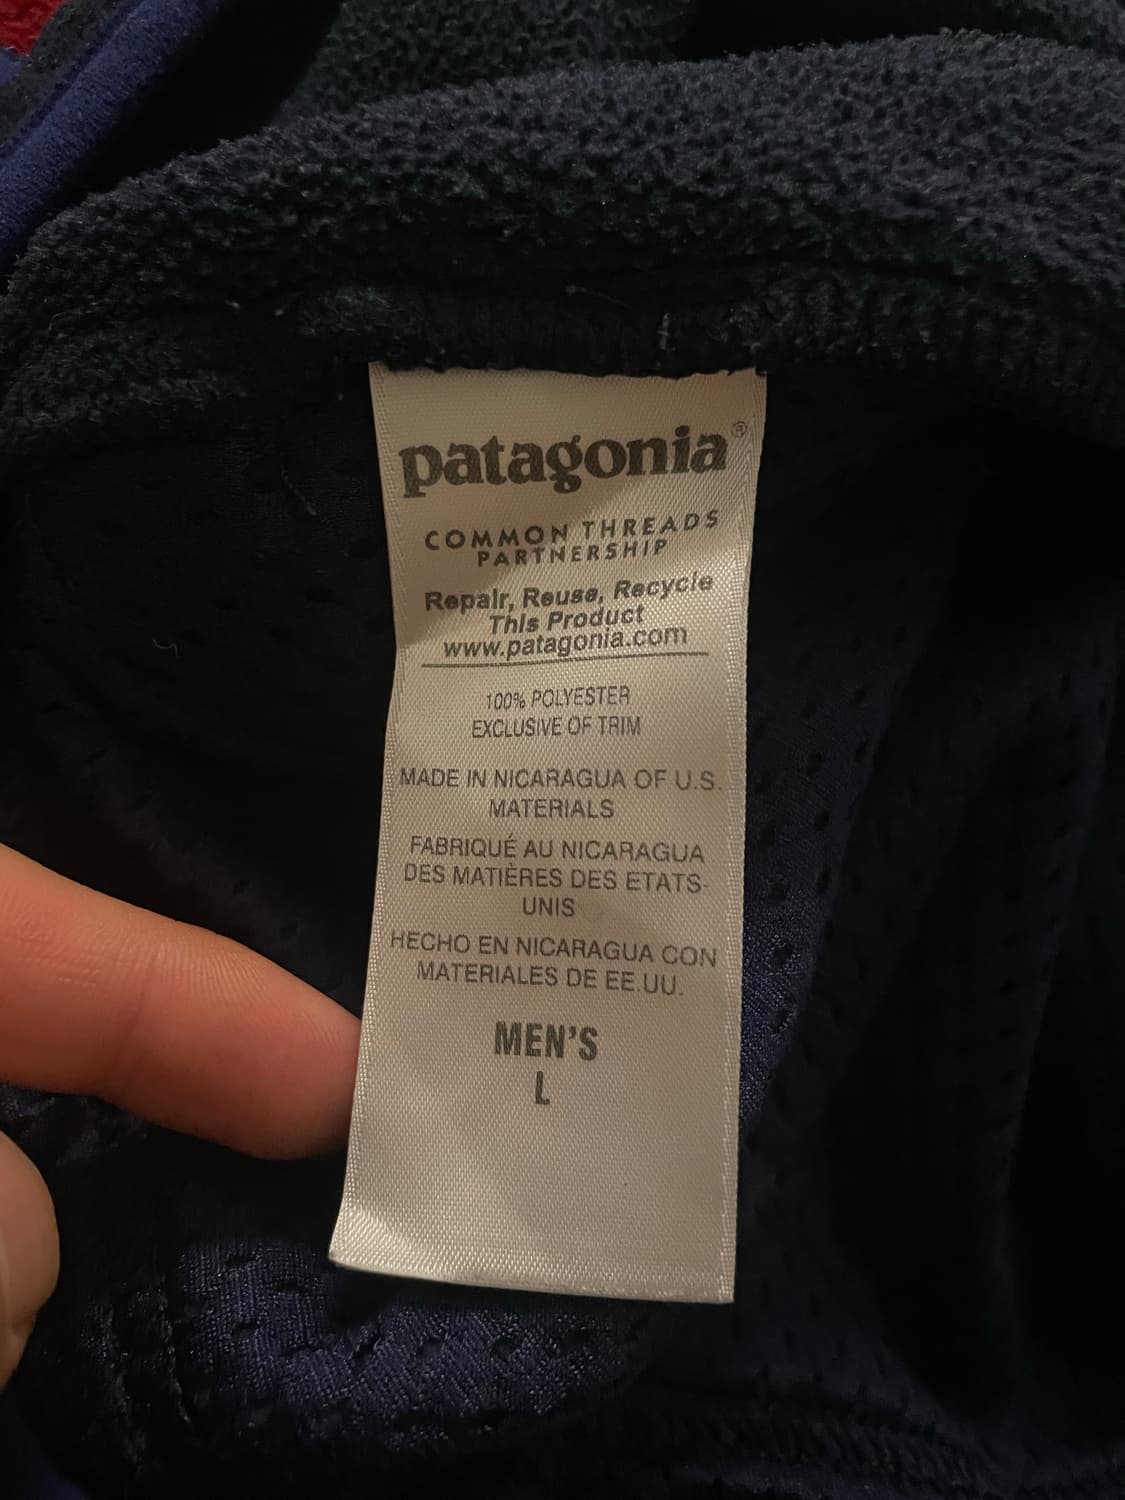 patagonia®
COMMON THREADS
PARTNERSHIP
Repair, Reuse, Recycle
This Product
www.patagonia.com
100% POLYESTER
EXCLUSIVE OF TRIM
MADE IN NICARAGUA OF U.S.
MATERIALS
FABRIQUÉ AU NICARAGUA
DES MATIÈRES DES ETATS-
UNIS
HECHO EN NICARAGUA CON
MATERIALES DE EE.UU.
MEN'S
L